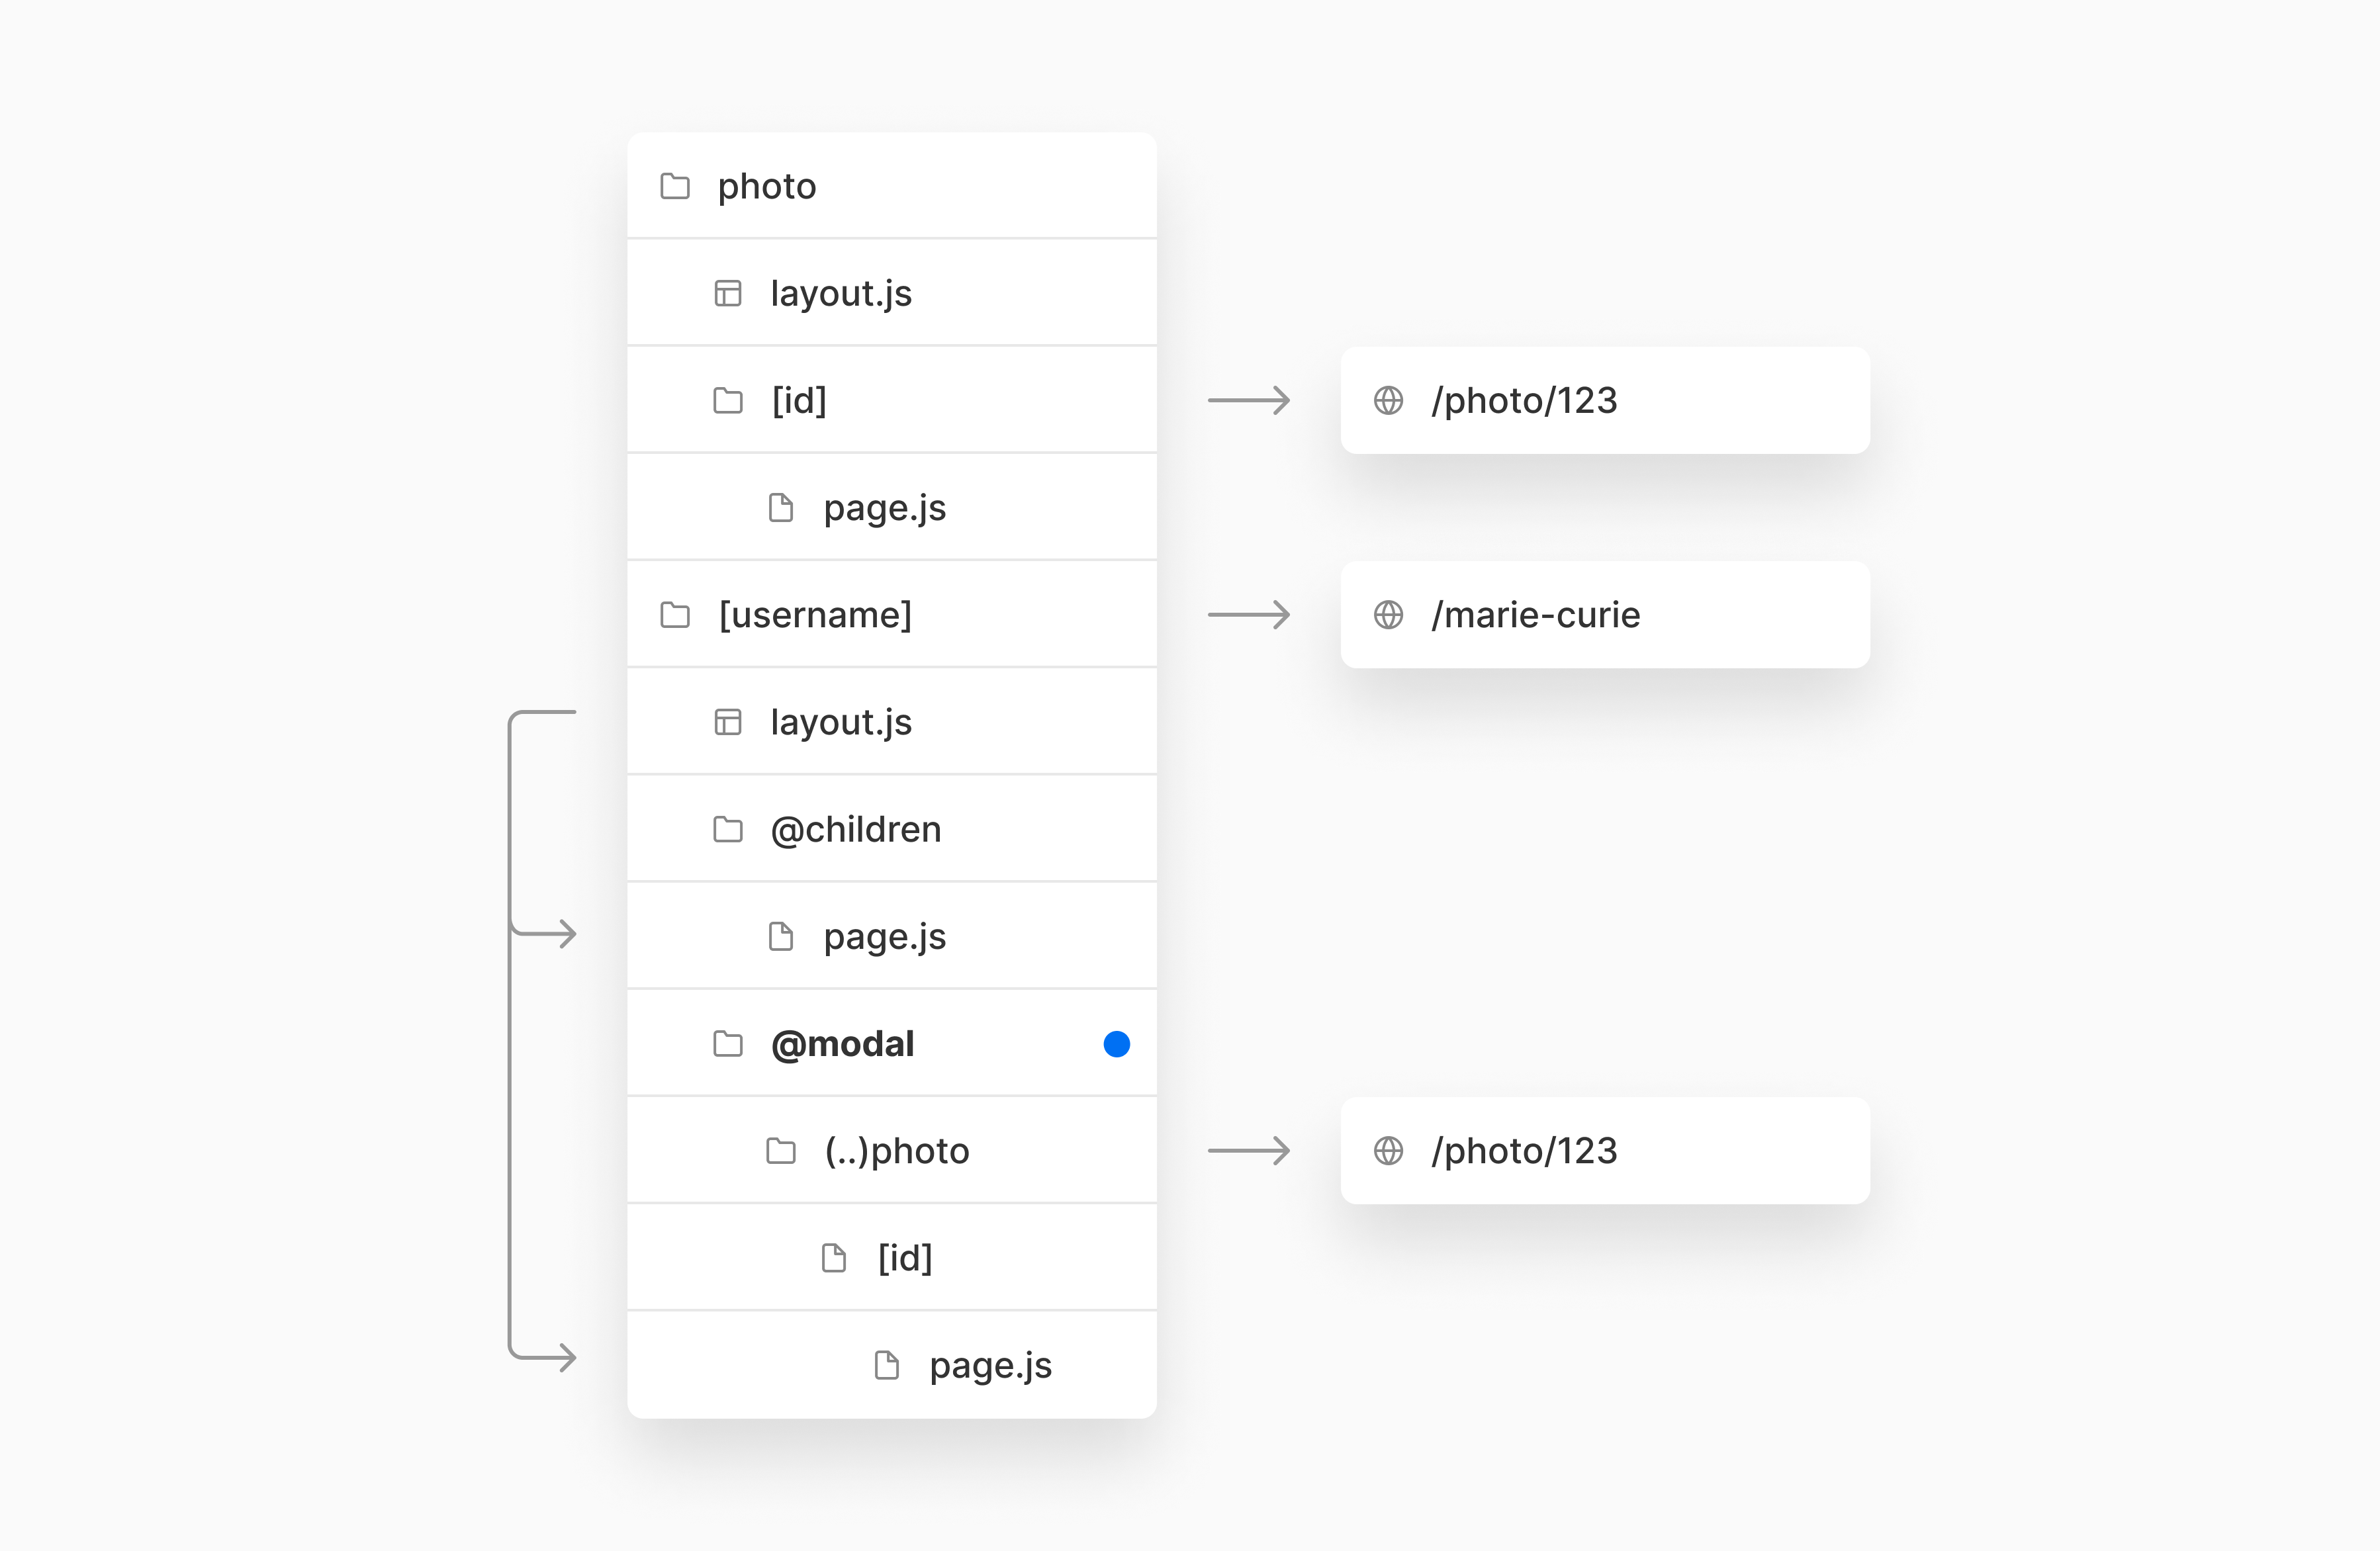 photo
layout.js
[id]
/photo/123
page.js
[username]
/marie-curie
layout.js
@children
page.js
@modal
(..)photo
/photo/123
[id]
page.js